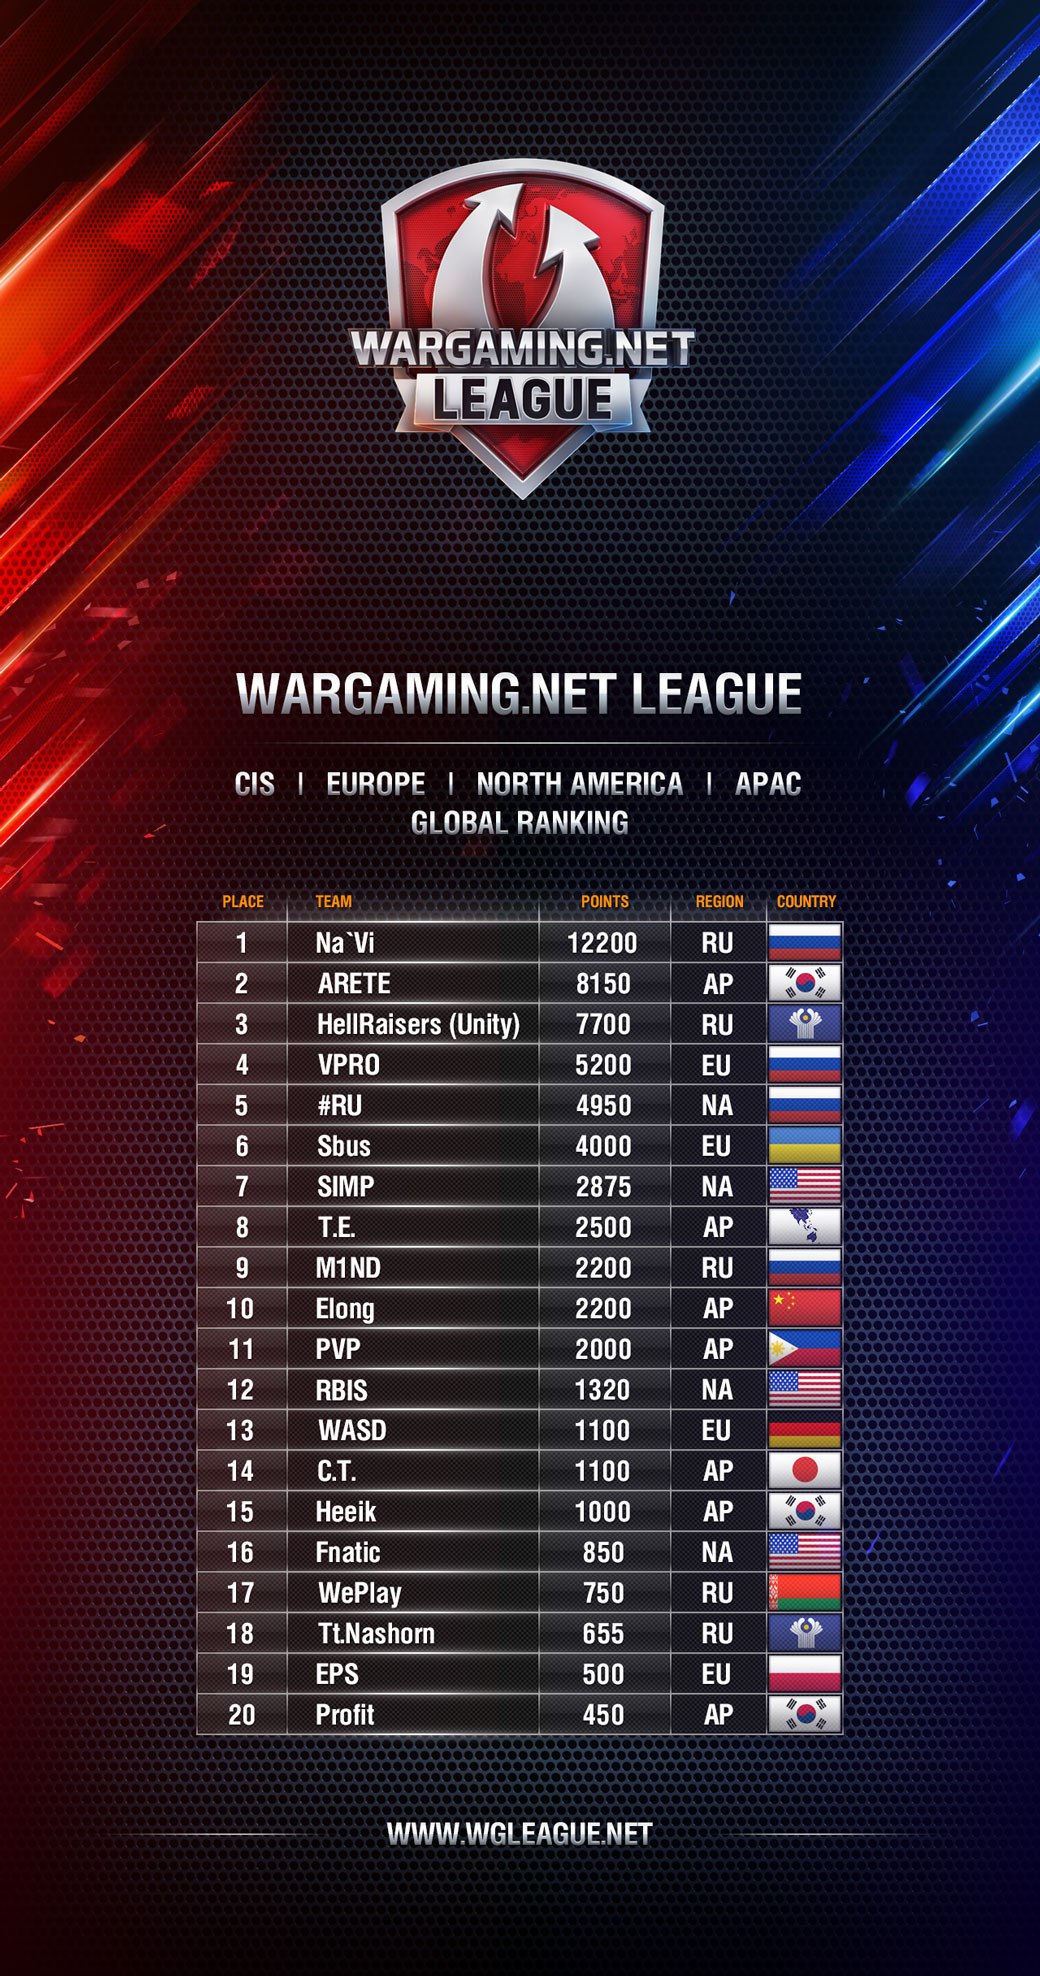 WARGAMING.NET
LEAGUE
WARGAMING.NET LEAGUE
CIS | EUROPE | NORTH AMERICA | APAC
GLOBAL RANKING
PLACE TEAM POINTS REGION COUNTRY
1 Na`Vi 12200 RU
2 ARETE 8150 AP
3 HellRaisers (Unity) 7700 RU
4 VPRO 5200 EU
5 #RU 4950 NA
6 Sbus 4000 EU
7 SIMP 2875 NA
8 T.E. 2500 AP
9 M1ND 2200 RU
10 Elong 2200 AP
11 PVP 2000 AP
12 RBIS 1320 NA
13 WASD 1100 EU
14 C.T. 1100 AP
15 Heeik 1000 AP
16 Fnatic 850 NA
17 WePlay 750 RU
18 Tt.Nashorn 655 RU
19 EPS 500 EU
20 Profit 450 AP
WWW.WGLEAGUE.NET